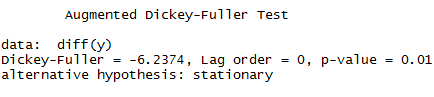 Augmented Dickey-Fuller Test
data:  diff(y)
Dickey-Fuller = -6.2374, Lag order = 0, p-value = 0.01
alternative hypothesis: stationary